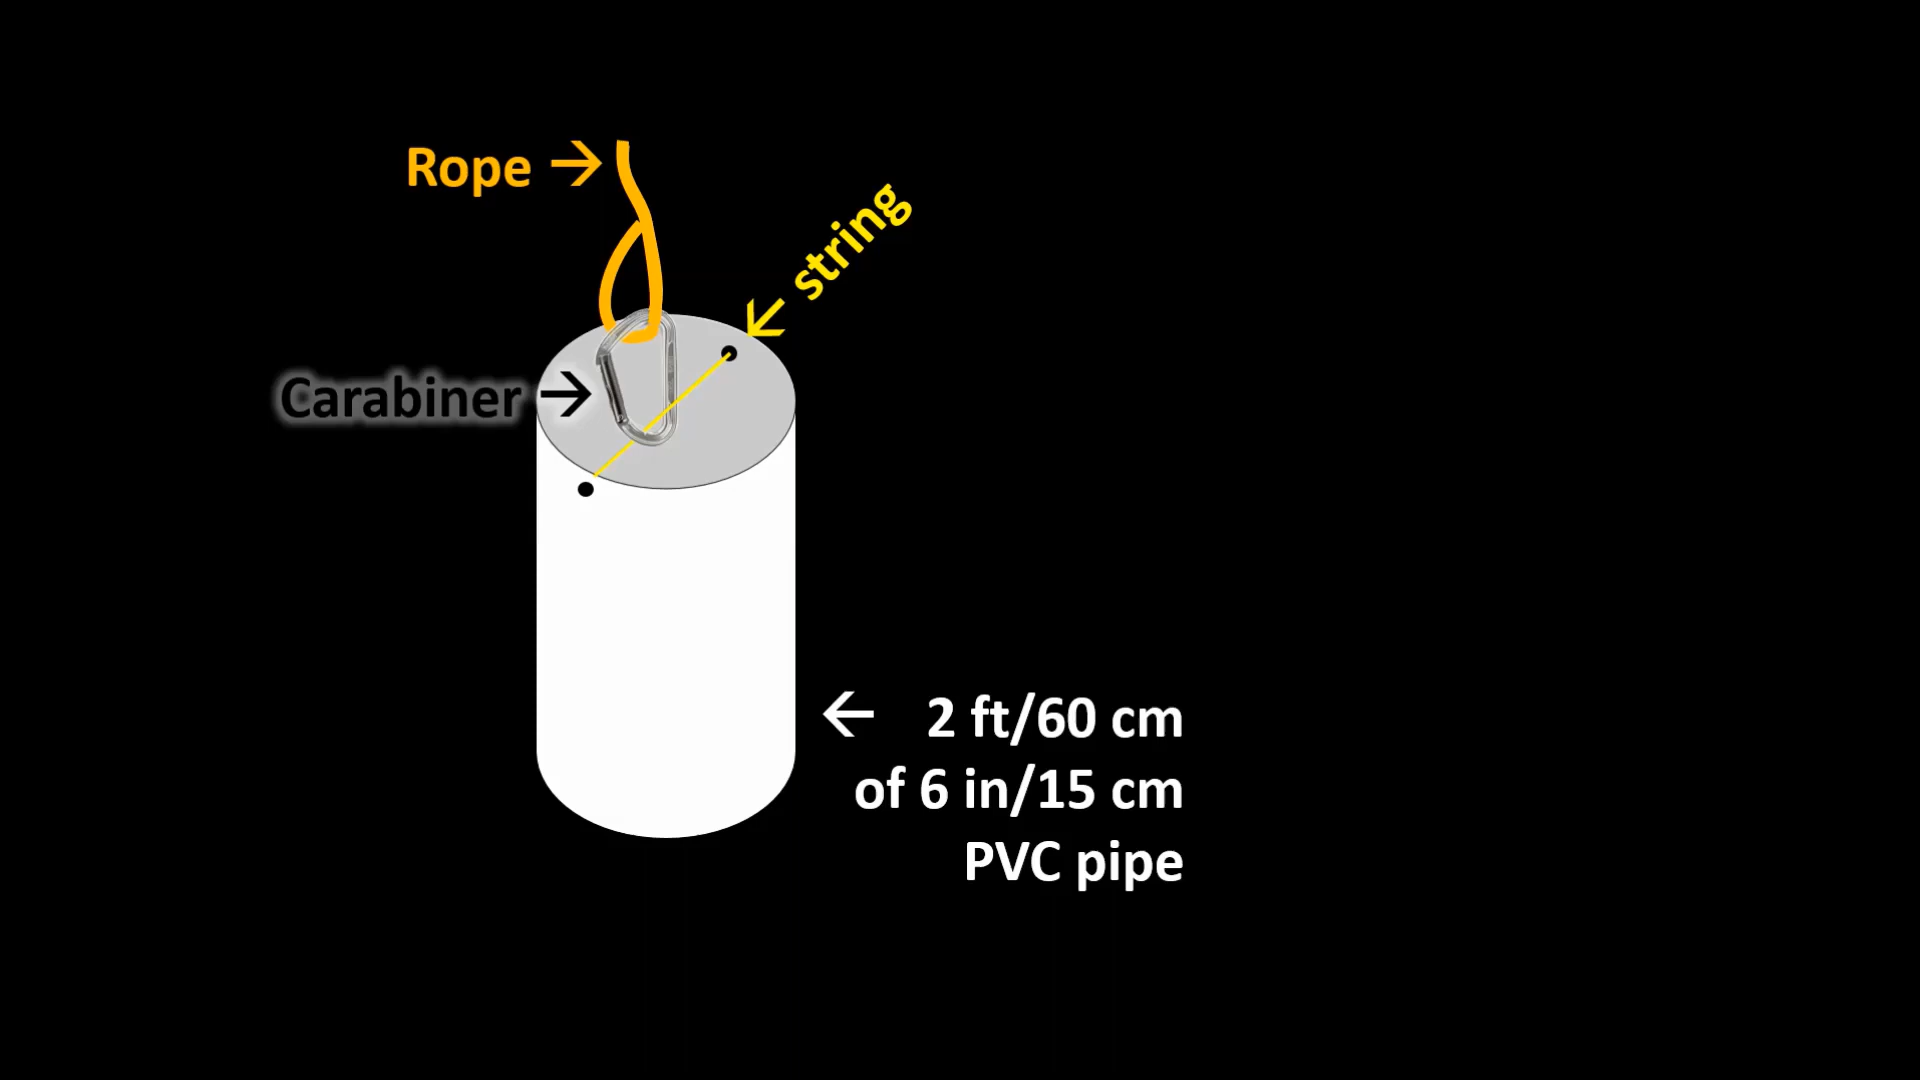 Rope →
← string
Carabiner →
← 2 ft/60 cm
of 6 in/15 cm
PVC pipe